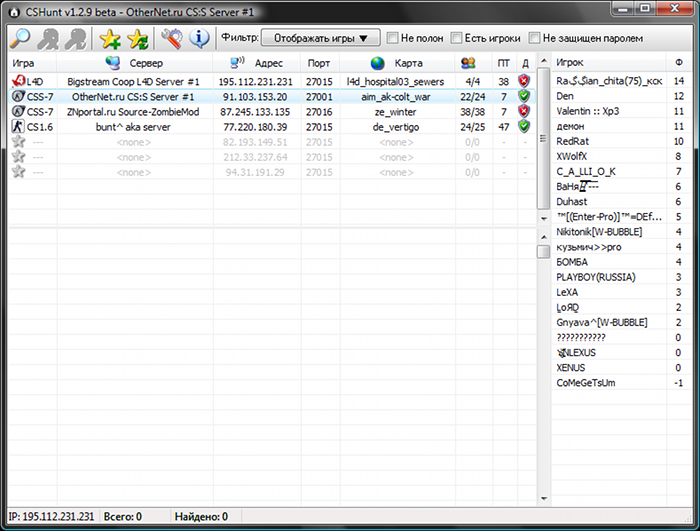 CSHunt v1.2.9 beta - OtherNet.ru CS:S Server #1
Фильтр: Отображать игры ▼ Не полон Есть игроки Не защищен паролем
Игра Сервер Адрес Порт Карта ПТ Д Игрок Ф
L4D Bigstream Coop L4D Server #1 195.112.231.231 27015 l4d_hospital03_sewers 4/4 38
CSS-7 OtherNet.ru CS:S Server #1 91.103.153.20 27001 aim_ak-colt_war 22/24 7
CSS-7 ZNportal.ru Source-ZombieMod 87.245.133.135 27016 ze_winter 38/38 7
CS1.6 bunt^ aka server 77.220.180.39 27015 de_vertigo 24/25 47
--- <none> 82.193.149.51 27015 <none> 0/0 - -
--- <none> 212.33.237.64 27015 <none> 0/0 - -
--- <none> 94.31.191.29 27015 <none> 0/0 - -
14
Den 12
Valentin :: Xp3 11
демон 11
RedRat 10
XWolfX 8
C_A_LLI_O_K 7
6
Duhast 6
™[(Enter-Pro)]™=DEf... 5
Nikitonik[W-BUBBLE] 4
кузьмич>>pro 4
БОМБА 4
PLAYBOY(RUSSIA) 3
LeXA 3
2
Gnyava^[W-BUBBLE] 2
??????????? 0
0
XENUS 0
CoMeGeTsUm -1
IP: 195.112.231.231 Всего: 0 Найдено: 0